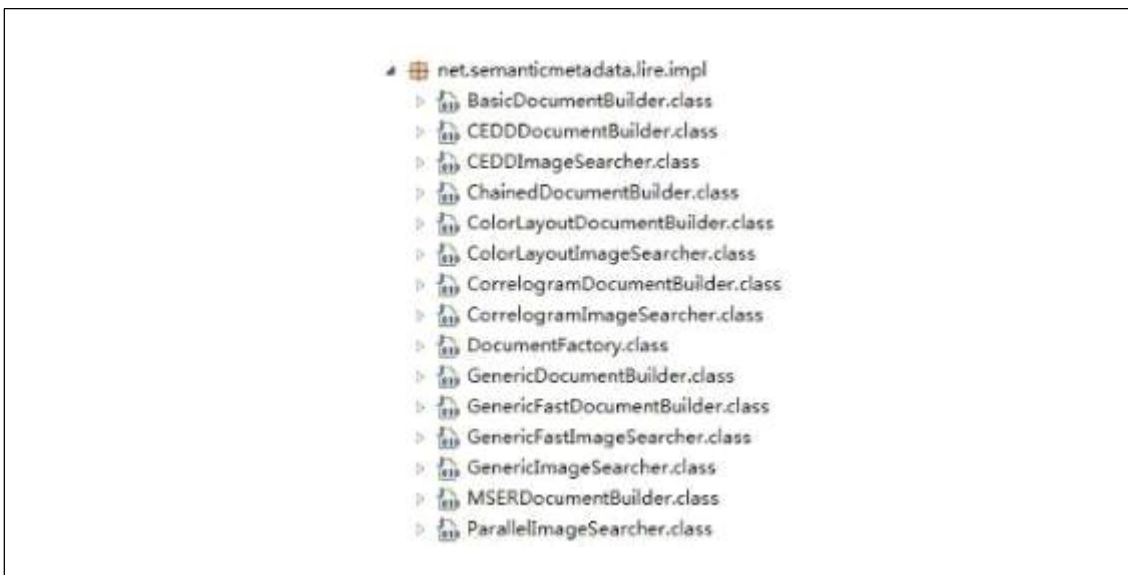 net.semanticmetadata.lire.impl
BasicDocumentBuilder.class
CEDDDocumentBuilder.class
CEDDImageSearcher.class
ChainedDocumentBuilder.class
ColorLayoutDocumentBuilder.class
ColorLayoutImageSearcher.class
CorrelogramDocumentBuilder.class
CorrelogramImageSearcher.class
DocumentFactory.class
GenericDocumentBuilder.class
GenericFastDocumentBuilder.class
GenericFastImageSearcher.class
GenericImageSearcher.class
MSERDocumentBuilder.class
ParallelImageSearcher.class